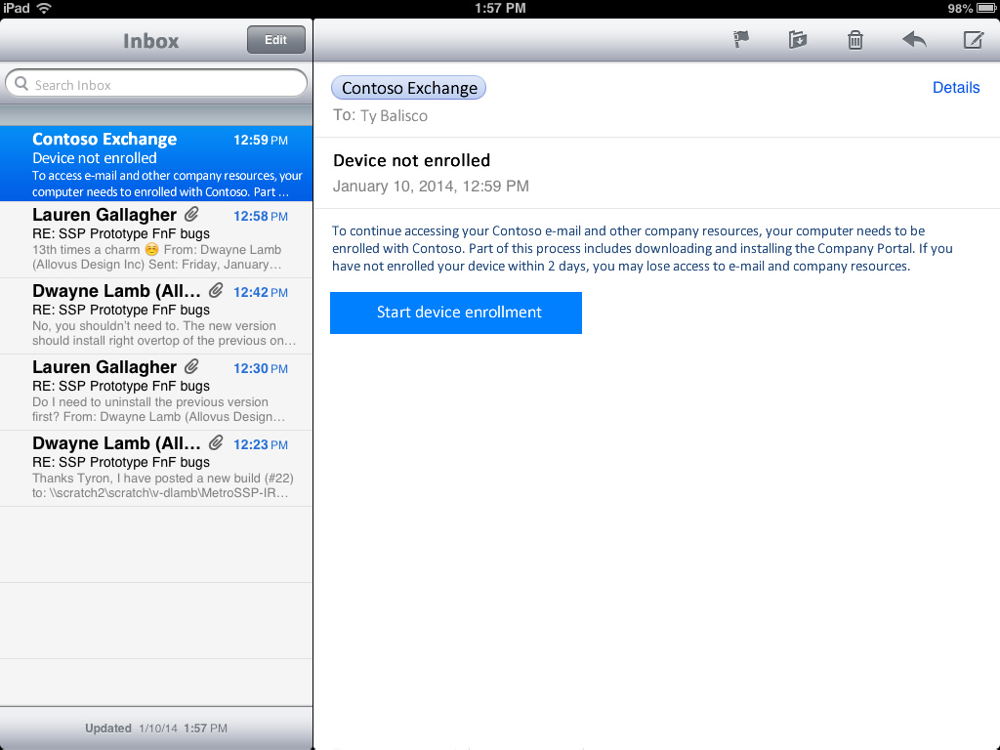 iPad 1:57 PM 98%
Inbox Edit
Search Inbox
Contoso Exchange 12:59 PM
Device not enrolled
To access e-mail and other company resources, your
computer needs to enrolled with Contoso. Part ...
Lauren Gallagher 12:58 PM
RE: SSP Prototype FnF bugs
13th times a charm ☺️ From: Dwayne Lamb
(Allovus Design Inc) Sent: Friday, January…
Dwayne Lamb (All… 12:42 PM
RE: SSP Prototype FnF bugs
No, you shouldn't need to. The new version
should install right overtop of the previous on…
Lauren Gallagher 12:30 PM
RE: SSP Prototype FnF bugs
Do I need to uninstall the previous version
first? From: Dwayne Lamb (Allovus Design…
Dwayne Lamb (All… 12:23 PM
RE: SSP Prototype FnF bugs
Thanks Tyron, I have posted a new build (#22)
to: \\scratch2\scratch\v-dlamb\MetroSSP-IR…
Updated 1/10/14 1:57 PM
Contoso Exchange Details
To: Ty Balisco
Device not enrolled
January 10, 2014, 12:59 PM
To continue accessing your Contoso e-mail and other company resources, your computer needs to be
enrolled with Contoso. Part of this process includes downloading and installing the Company Portal. If you
have not enrolled your device within 2 days, you may lose access to e-mail and company resources.
Start device enrollment